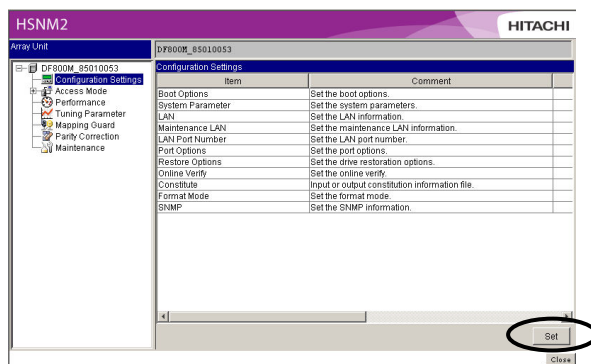 HSNM2
HITACHI
Array Unit
DF800M_85010053
DF800M_85010053
Configuration Settings
Access Mode
Performance
Tuning Parameter
Mapping Guard
Parity Correction
Maintenance
Configuration Settings
Item Comment
Boot Options Set the boot options.
System Parameter Set the system parameters.
LAN Set the LAN information.
Maintenance LAN Set the maintenance LAN information.
LAN Port Number Set the LAN port number.
Port Options Set the port options.
Restore Options Set the drive restoration options.
Online Verify Set the online verify.
Constitute Input or output constitution information file.
Format Mode Set the format mode.
SNMP Set the SNMP information.
Set
Close